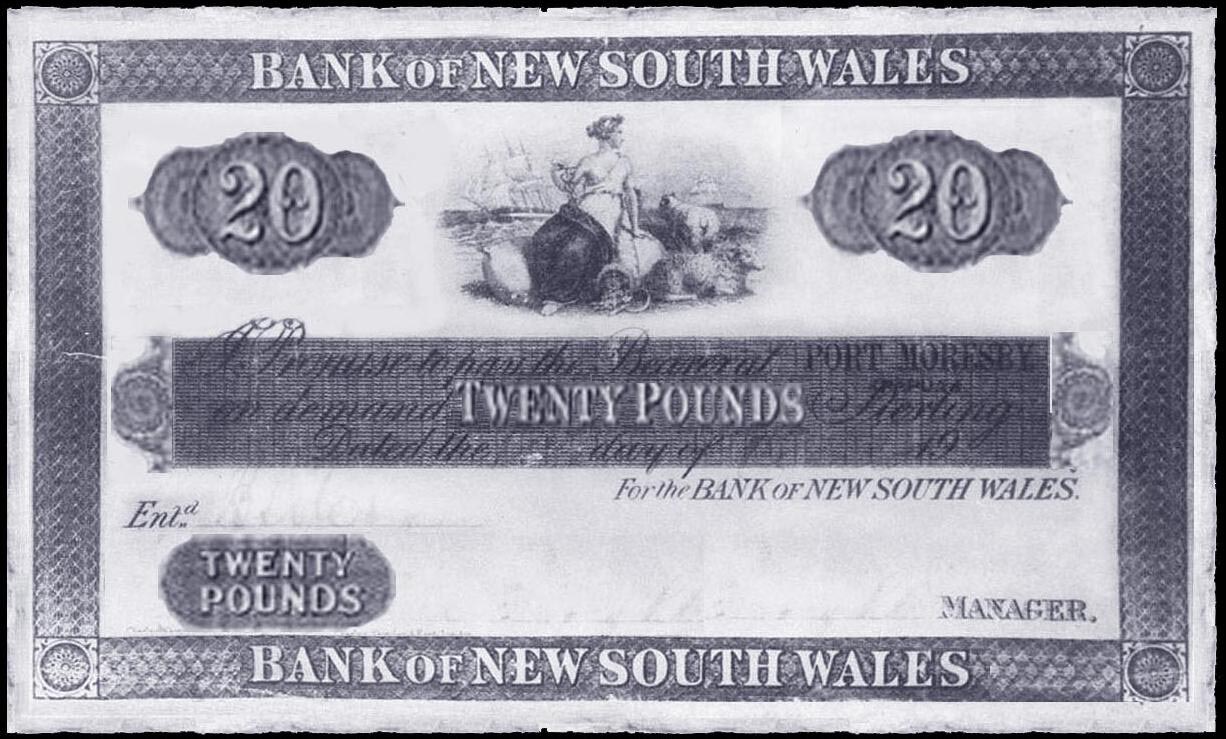 BANK OF NEW SOUTH WALES
20 20
I Promise to pay the Bearer at PORT MORESBY
on demand TWENTY POUNDS Sterling
Dated the day of 19
For the BANK OF NEW SOUTH WALES.
Ent.d
TWENTY
POUNDS
MANAGER.
BANK OF NEW SOUTH WALES